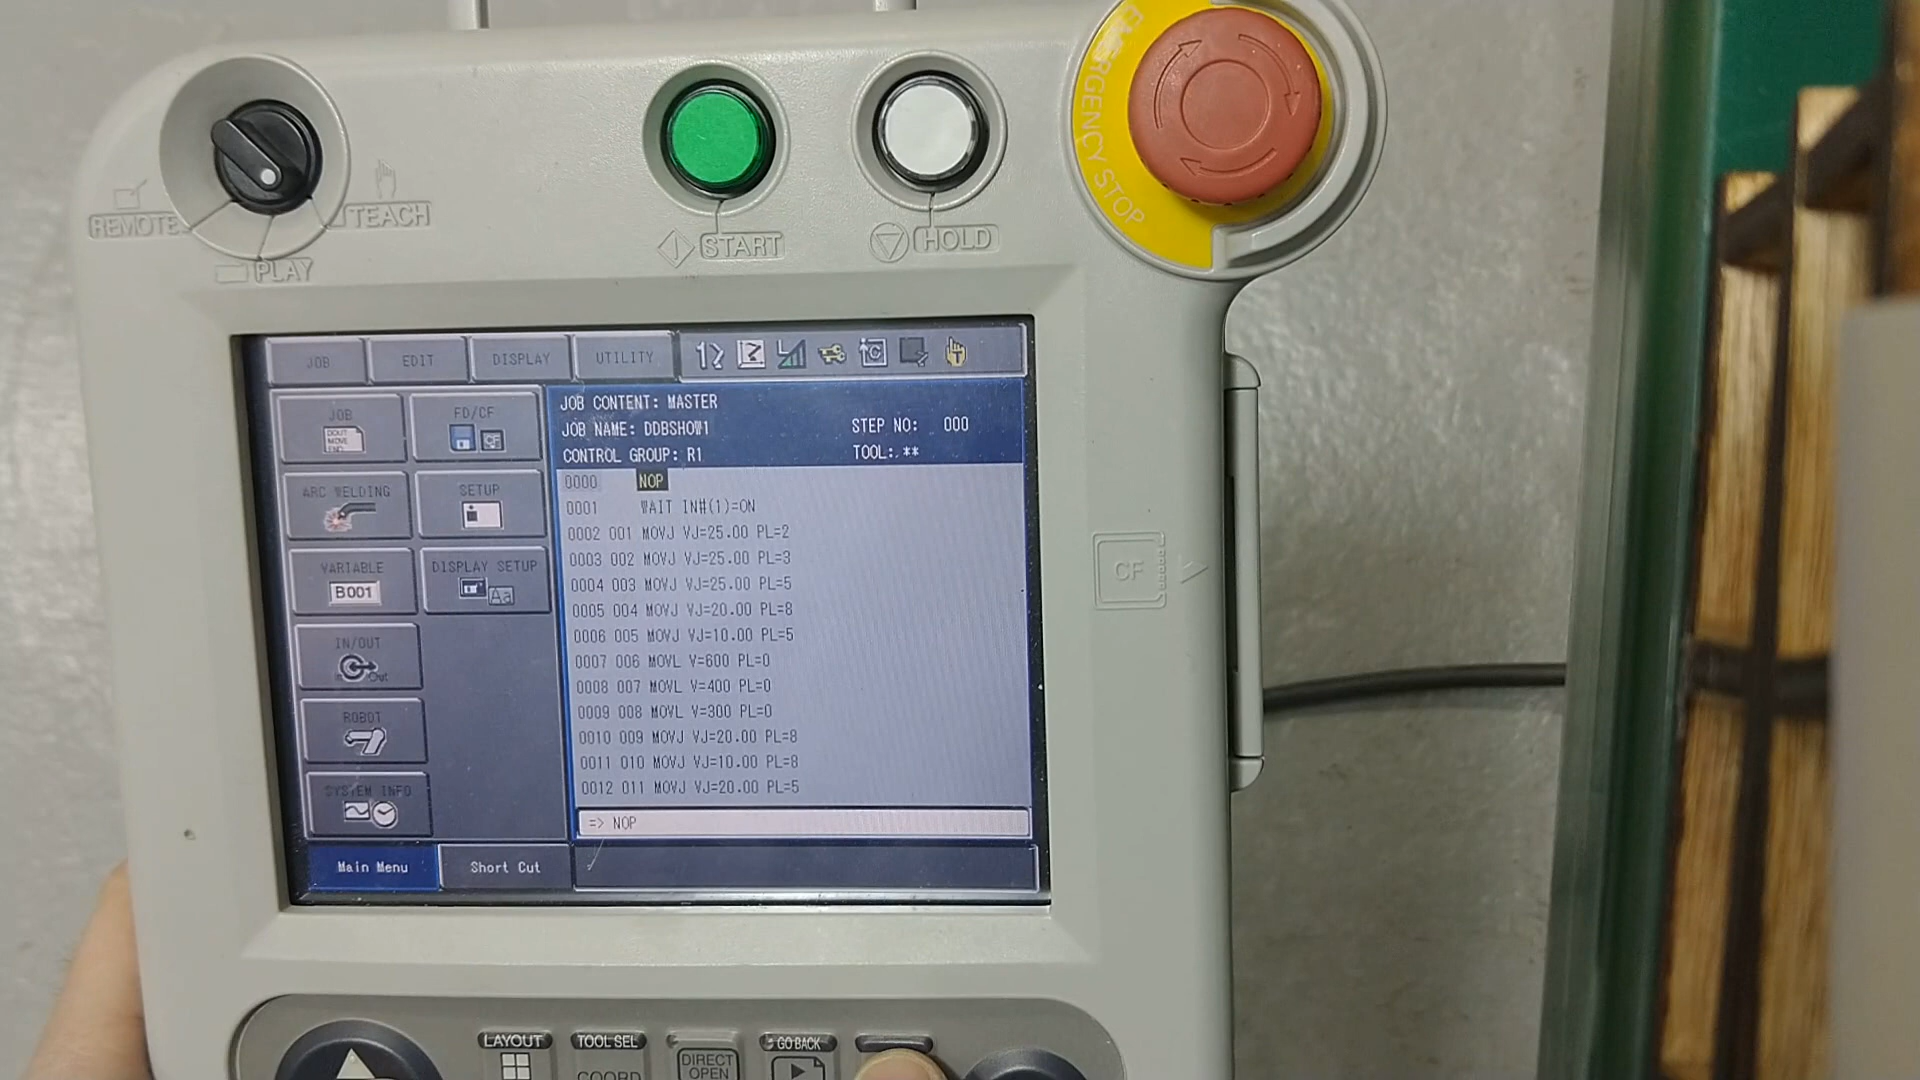 EMERGENCY STOP
REMOTE
TEACH
PLAY
START
HOLD
JOB EDIT DISPLAY UTILITY
JOB
FD/CF
CF
ARC WELDING
SETUP
VARIABLE
B001
DISPLAY SETUP
Aa
IN/OUT
Out
ROBOT
SYSTEM INFO
Main Menu
Short Cut
JOB CONTENT: MASTER
JOB NAME: DDBSHOW1 STEP NO: 000
CONTROL GROUP: R1 TOOL: **
0000 NOP
0001 WAIT IN#(1)=ON
0002 001 MOVJ VJ=25.00 PL=2
0003 002 MOVJ VJ=25.00 PL=3
0004 003 MOVJ VJ=25.00 PL=5
0005 004 MOVJ VJ=20.00 PL=8
0006 005 MOVJ VJ=10.00 PL=5
0007 006 MOVL V=600 PL=0
0008 007 MOVL V=400 PL=0
0009 008 MOVL V=300 PL=0
0010 009 MOVJ VJ=20.00 PL=8
0011 010 MOVJ VJ=10.00 PL=8
0012 011 MOVJ VJ=20.00 PL=5
=> NOP
CF
LAYOUT
TOOL SEL
COORD
DIRECT
OPEN
GO BACK